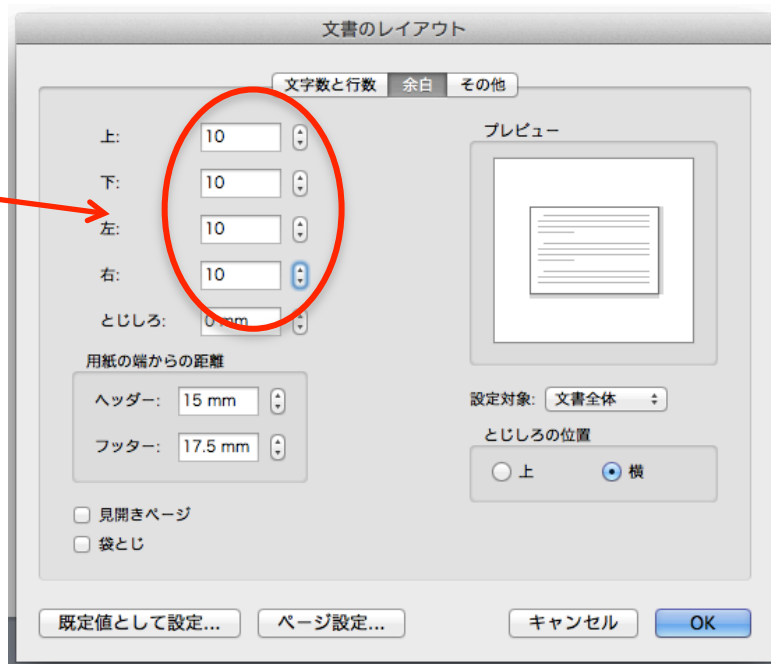 文書のレイアウト
文字数と行数 余白 その他
上: 10
下: 10
左: 10
右: 10
とじしろ: 0 mm
用紙の端からの距離
ヘッダー: 15 mm
フッター: 17.5 mm
見開きページ
袋とじ
プレビュー
設定対象: 文書全体
とじしろの位置
上 横
既定値として設定... ページ設定... キャンセル OK